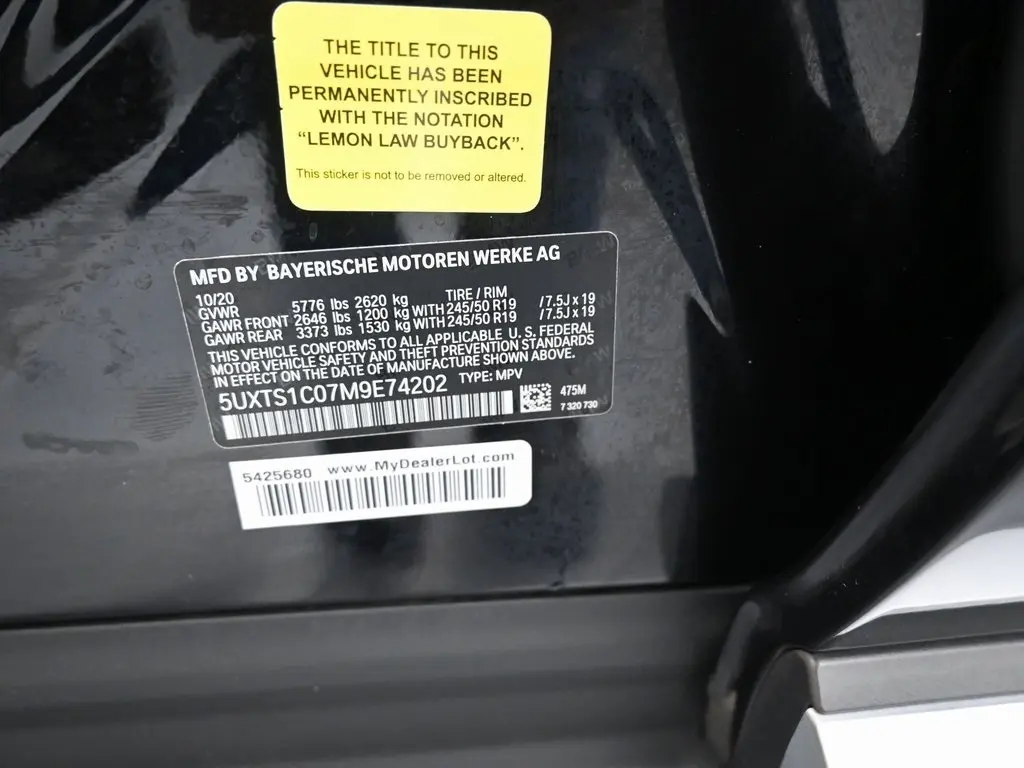 THE TITLE TO THIS
VEHICLE HAS BEEN
PERMANENTLY INSCRIBED
WITH THE NOTATION
“LEMON LAW BUYBACK”.
This sticker is not to be removed or altered.
MFD BY BAYERISCHE MOTOREN WERKE AG
10/20 TIRE / RIM
GVWR 5776 lbs 2620 kg
GAWR FRONT 2646 lbs 1200 kg WITH 245/50 R19 /7.5J x 19
GAWR REAR 3373 lbs 1530 kg WITH 245/50 R19 /7.5J x 19
THIS VEHICLE CONFORMS TO ALL APPLICABLE U. S. FEDERAL
MOTOR VEHICLE SAFETY AND THEFT PREVENTION STANDARDS
IN EFFECT ON THE DATE OF MANUFACTURE SHOWN ABOVE.
5UXTS1C07M9E74202 TYPE: MPV
475M
7 320 730
5425680 www.MyDealerLot.com